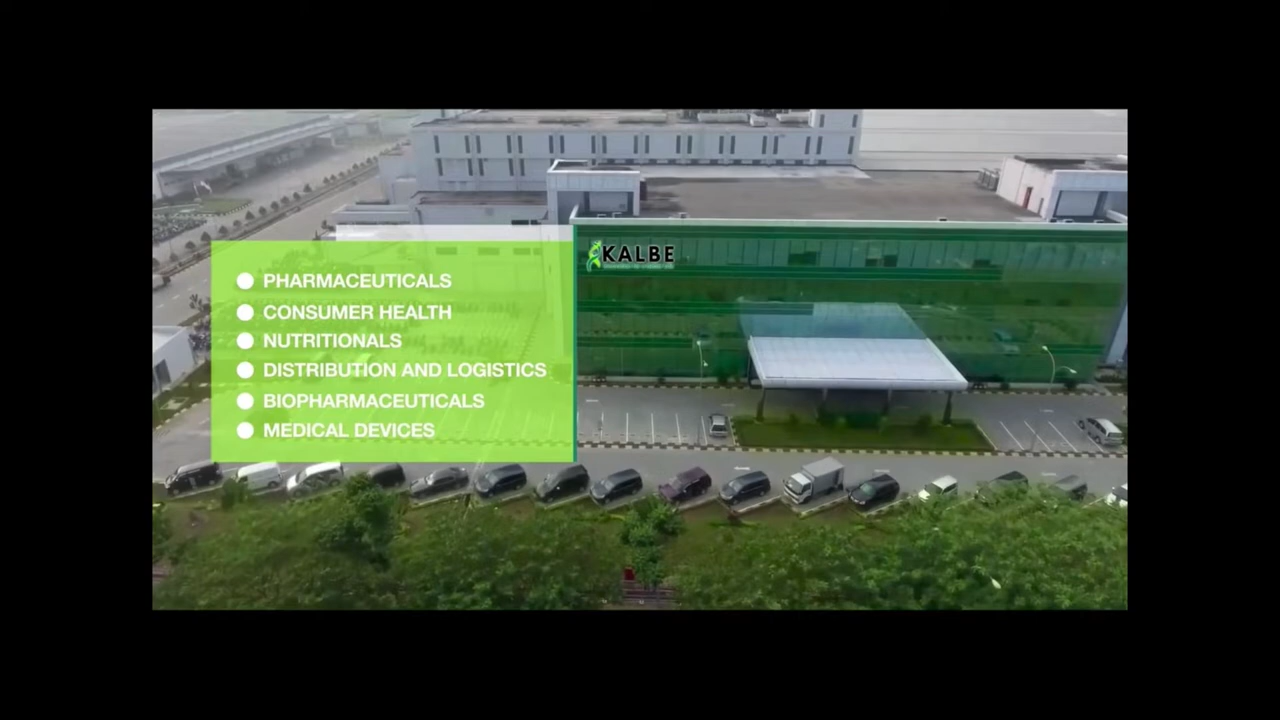 KALBE
PHARMACEUTICALS
CONSUMER HEALTH
NUTRITIONALS
DISTRIBUTION AND LOGISTICS
BIOPHARMACEUTICALS
MEDICAL DEVICES